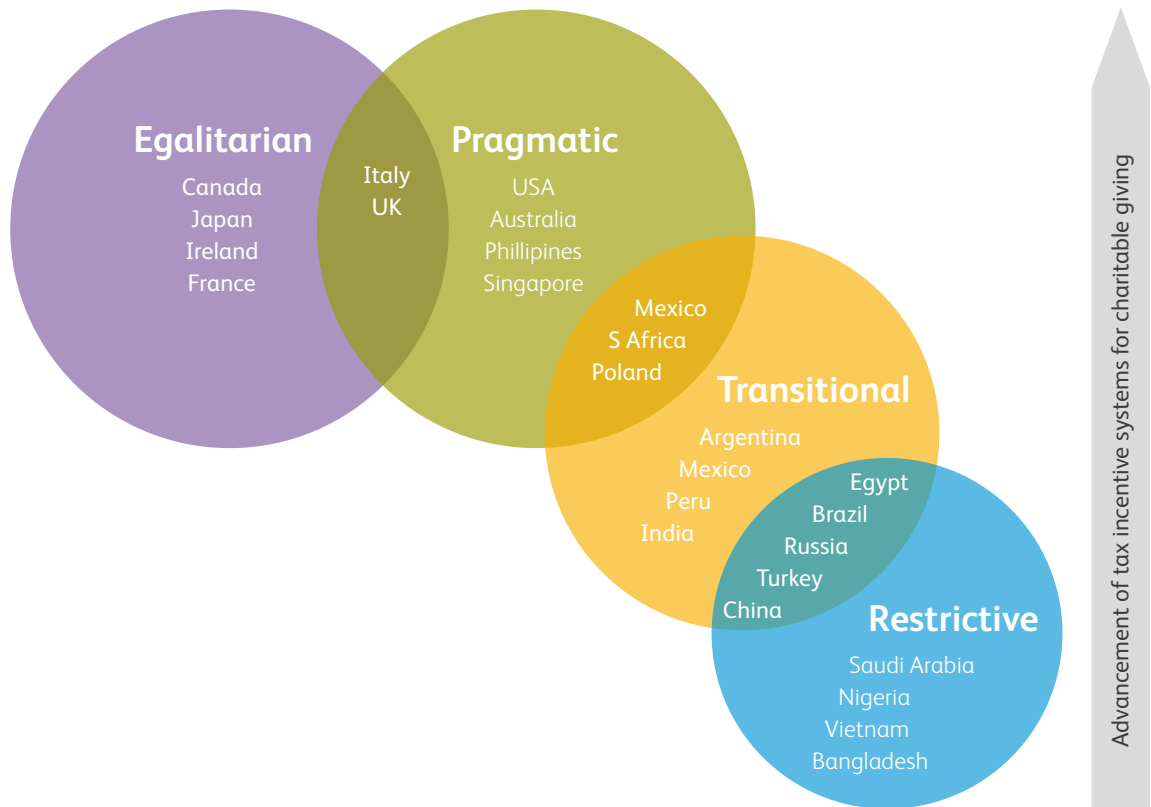 Egalitarian
Canada
Japan
Ireland
France
Italy
UK
Pragmatic
USA
Australia
Phillipines
Singapore
Mexico
S Africa
Poland
Transitional
Argentina
Mexico
Peru
India
Egypt
Brazil
Russia
Turkey
China
Restrictive
Saudi Arabia
Nigeria
Vietnam
Bangladesh
Advancement of tax incentive systems for charitable giving